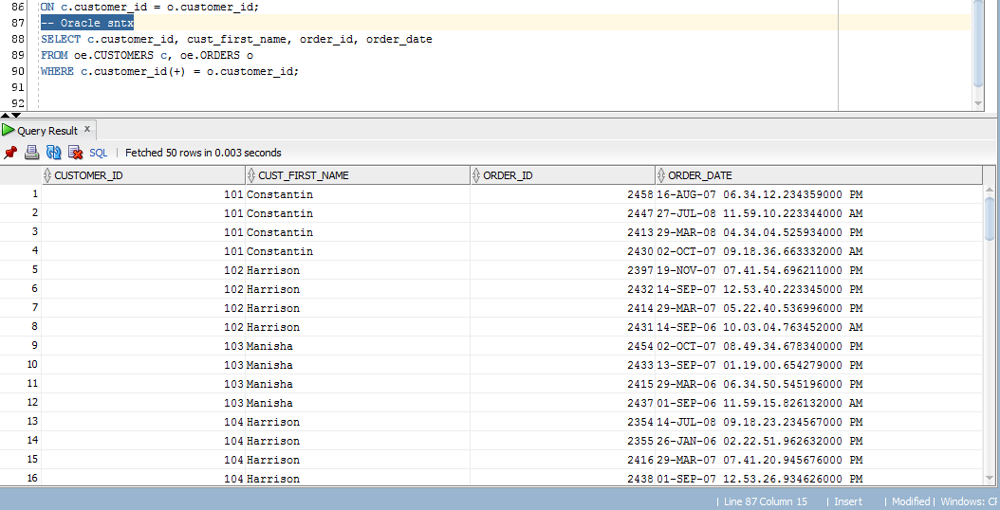 86 ON c.customer_id = o.customer_id;
87 -- Oracle sntx
88 SELECT c.customer_id, cust_first_name, order_id, order_date
89 FROM oe.CUSTOMERS c, oe.ORDERS o
90 WHERE c.customer_id(+) = o.customer_id;
91
92
Query Result x
SQL | Fetched 50 rows in 0.003 seconds
CUSTOMER_ID CUST_FIRST_NAME ORDER_ID ORDER_DATE
1 101 Constantin 2458 16-AUG-07 06.34.12.234359000 PM
2 101 Constantin 2447 27-JUL-08 11.59.10.223344000 AM
3 101 Constantin 2413 29-MAR-08 04.34.04.525934000 PM
4 101 Constantin 2430 02-OCT-07 09.18.36.663332000 AM
5 102 Harrison 2397 19-NOV-07 07.41.54.696211000 PM
6 102 Harrison 2432 14-SEP-07 12.53.40.223345000 PM
7 102 Harrison 2414 29-MAR-07 05.22.40.536996000 PM
8 102 Harrison 2431 14-SEP-06 10.03.04.763452000 AM
9 103 Manisha 2454 02-OCT-07 08.49.34.678340000 PM
10 103 Manisha 2433 13-SEP-07 01.19.00.654279000 PM
11 103 Manisha 2415 29-MAR-06 06.34.50.545196000 PM
12 103 Manisha 2437 01-SEP-06 11.59.15.826132000 AM
13 104 Harrison 2354 14-JUL-08 09.18.23.234567000 PM
14 104 Harrison 2355 26-JAN-06 02.22.51.962632000 PM
15 104 Harrison 2416 29-MAR-07 07.41.20.945676000 PM
16 104 Harrison 2438 01-SEP-07 12.53.26.934626000 PM
| Line 87 Column 15 | Insert | Modified | Windows: CF